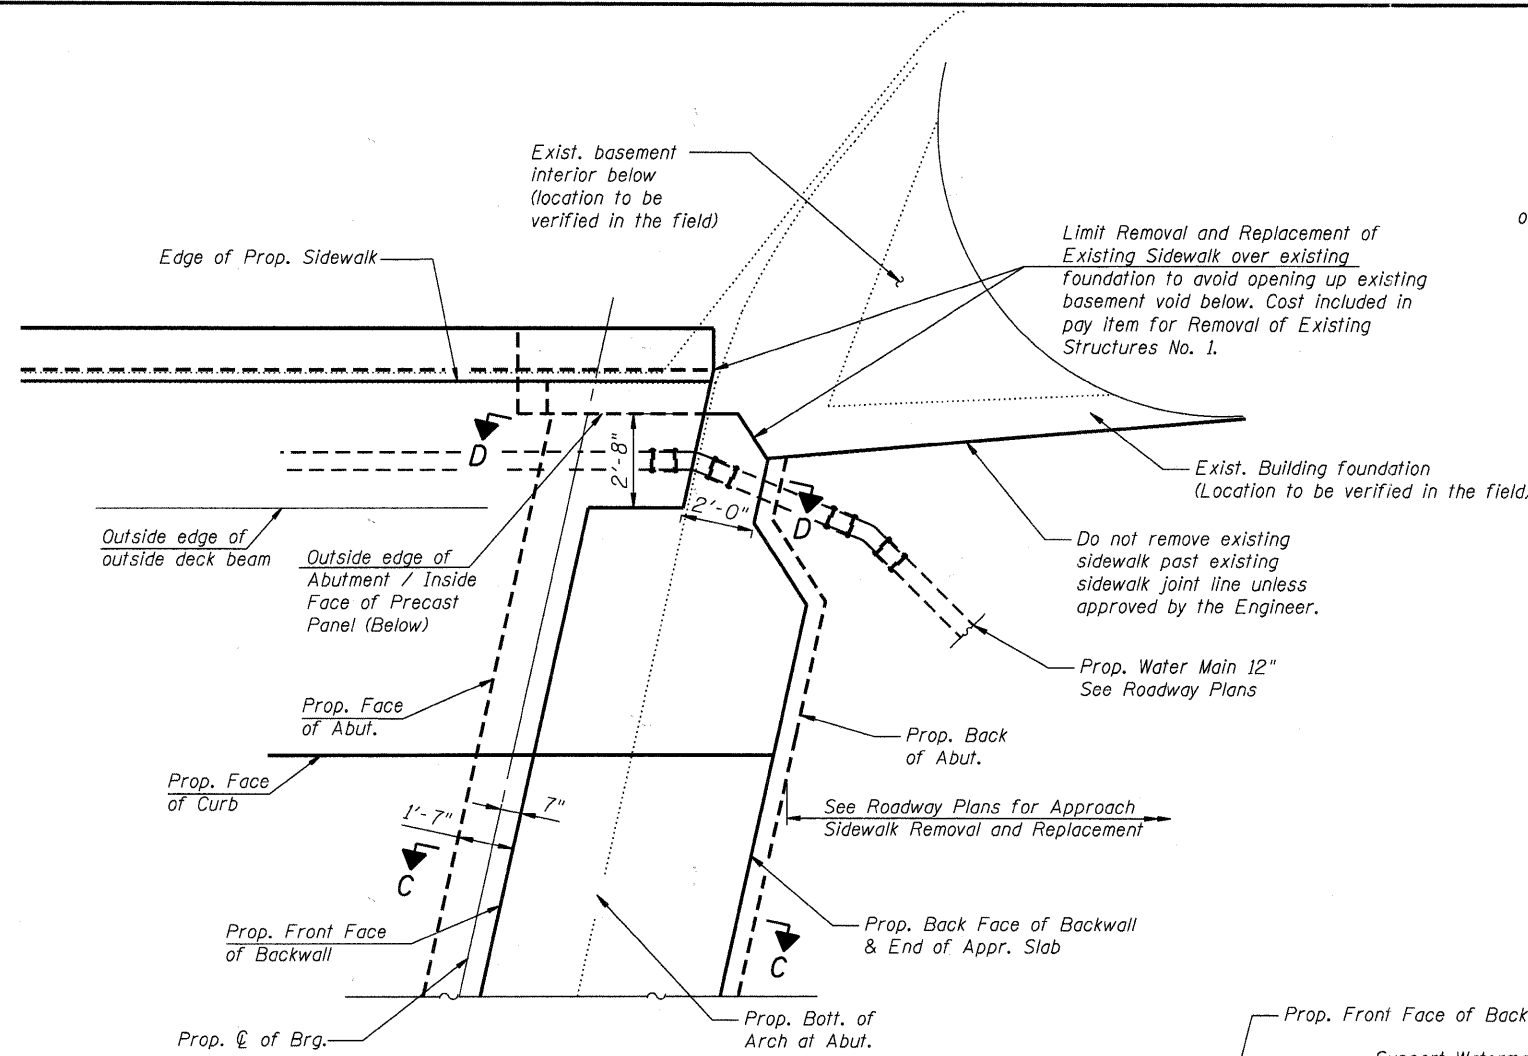 Exist. basement
interior below
(location to be
verified in the field)
o
Limit Removal and Replacement of
Existing Sidewalk over existing
foundation to avoid opening up existing
basement void below. Cost included in
pay item for Removal of Existing
Structures No. 1.
Edge of Prop. Sidewalk
D
2'-8"
2'-0"
D
Exist. Building foundation
(Location to be verified in the field)
Outside edge of
outside deck beam
Outside edge of
Abutment / Inside
Face of Precast
Panel (Below)
Do not remove existing
sidewalk past existing
sidewalk joint line unless
approved by the Engineer.
Prop. Water Main 12"
See Roadway Plans
Prop. Face
of Abut.
Prop. Back
of Abut.
Prop. Face
of Curb
1'-7"
7"
See Roadway Plans for Approach
Sidewalk Removal and Replacement
C
Prop. Front Face
of Backwall
Prop. Back Face of Backwall
& End of Appr. Slab
C
Prop. ℄ of Brg.
Prop. Bott. of
Arch at Abut.
Prop. Front Face of Back